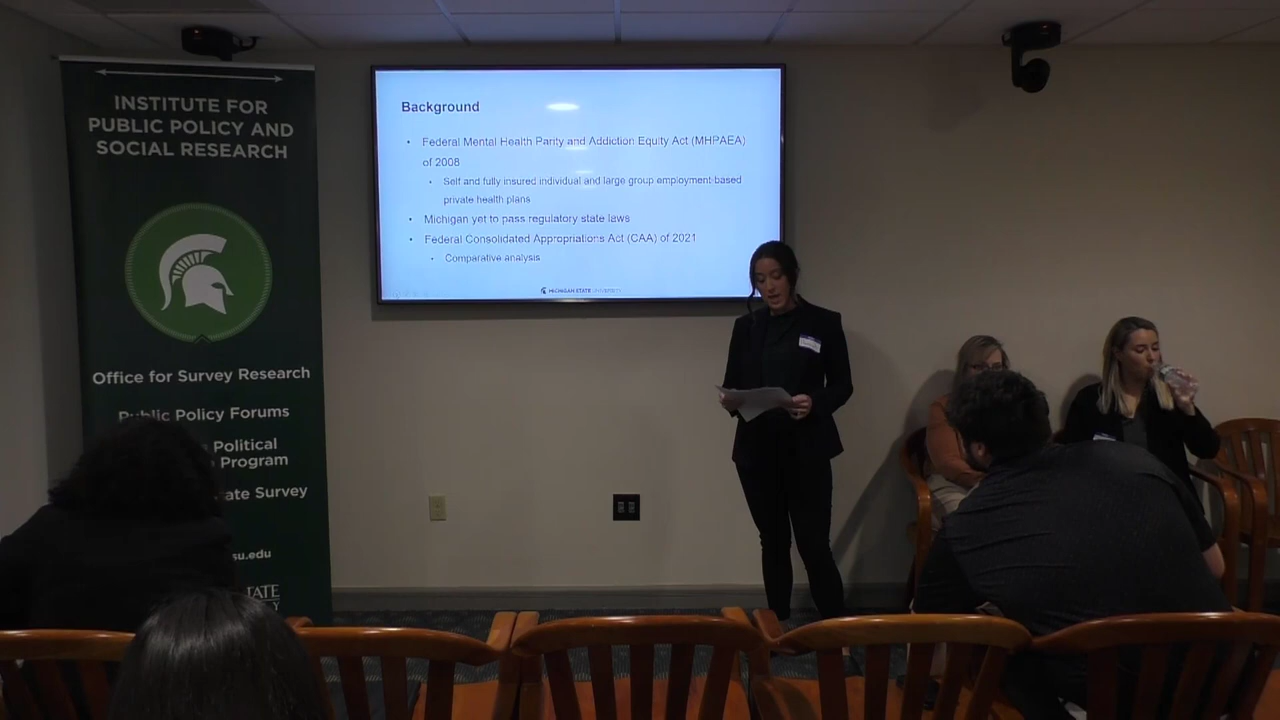 INSTITUTE FOR
PUBLIC POLICY AND
SOCIAL RESEARCH
Office for Survey Research
Public Policy Forums
Political
Program
ate Survey
su.edu
TATE
Background
• Federal Mental Health Parity and Addiction Equity Act (MHPAEA)
of 2008
• Self and fully insured individual and large group employment-based
private health plans
• Michigan yet to pass regulatory state laws
• Federal Consolidated Appropriations Act (CAA) of 2021
• Comparative analysis
MICHIGAN STATE UNIVERSITY